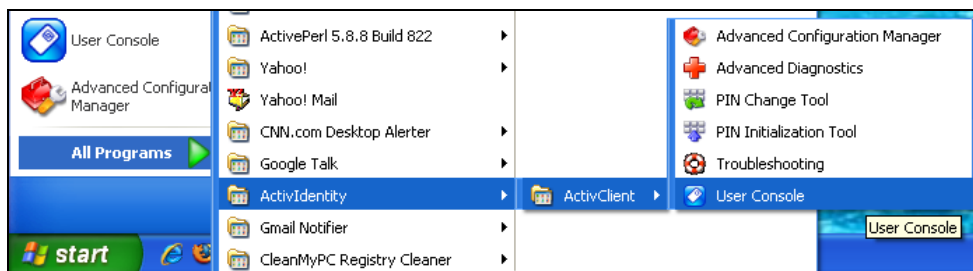 User Console
Advanced Configurat
Manager
All Programs
start
ActivePerl 5.8.8 Build 822
Yahoo!
Yahoo! Mail
CNN.com Desktop Alerter
Google Talk
ActivIdentity
Gmail Notifier
CleanMyPC Registry Cleaner
ActivClient
Advanced Configuration Manager
Advanced Diagnostics
PIN Change Tool
PIN Initialization Tool
Troubleshooting
User Console
User Console